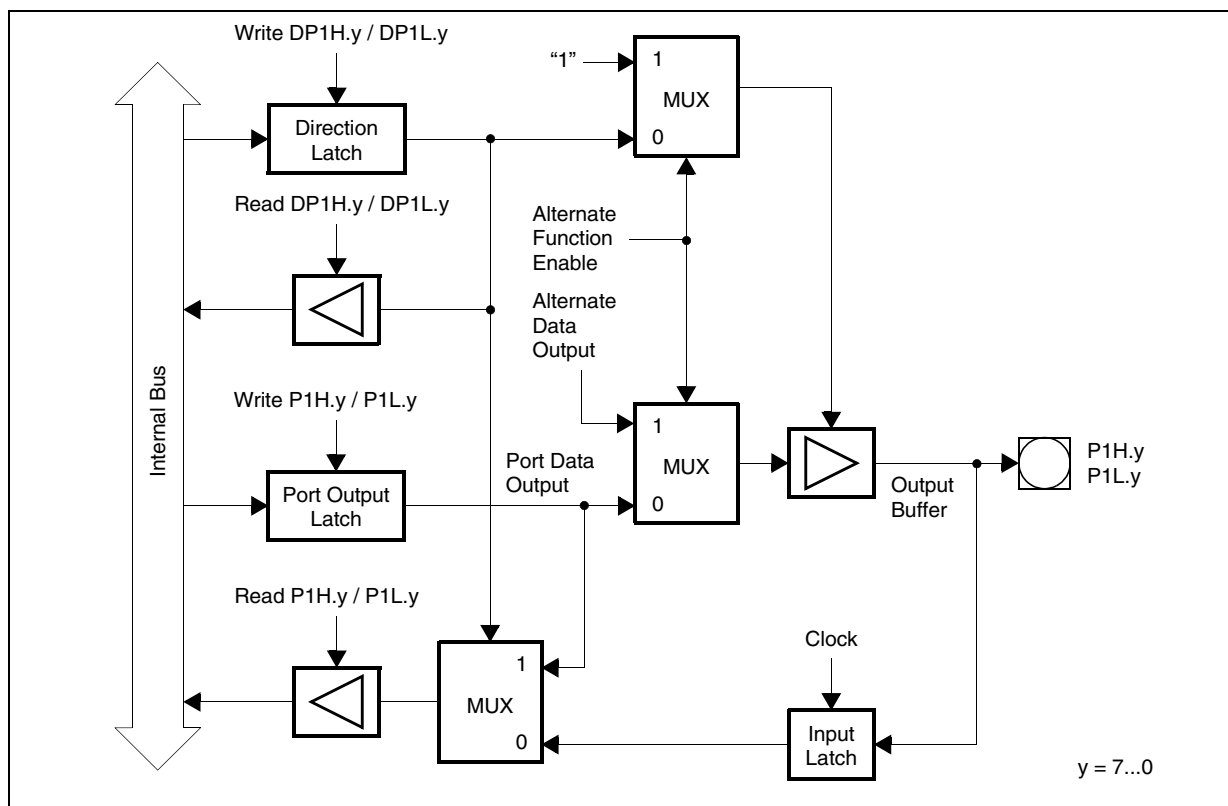 Write DP1H.y / DP1L.y
“1”
1
MUX
0
Direction
Latch
Read DP1H.y / DP1L.y
Alternate
Function
Enable
Alternate
Data
Output
Internal Bus
Write P1H.y / P1L.y
1
MUX
0
Port Data
Output
Port Output
Latch
Output
Buffer
P1H.y
P1L.y
Read P1H.y / P1L.y
1
MUX
0
Clock
Input
Latch
y = 7...0